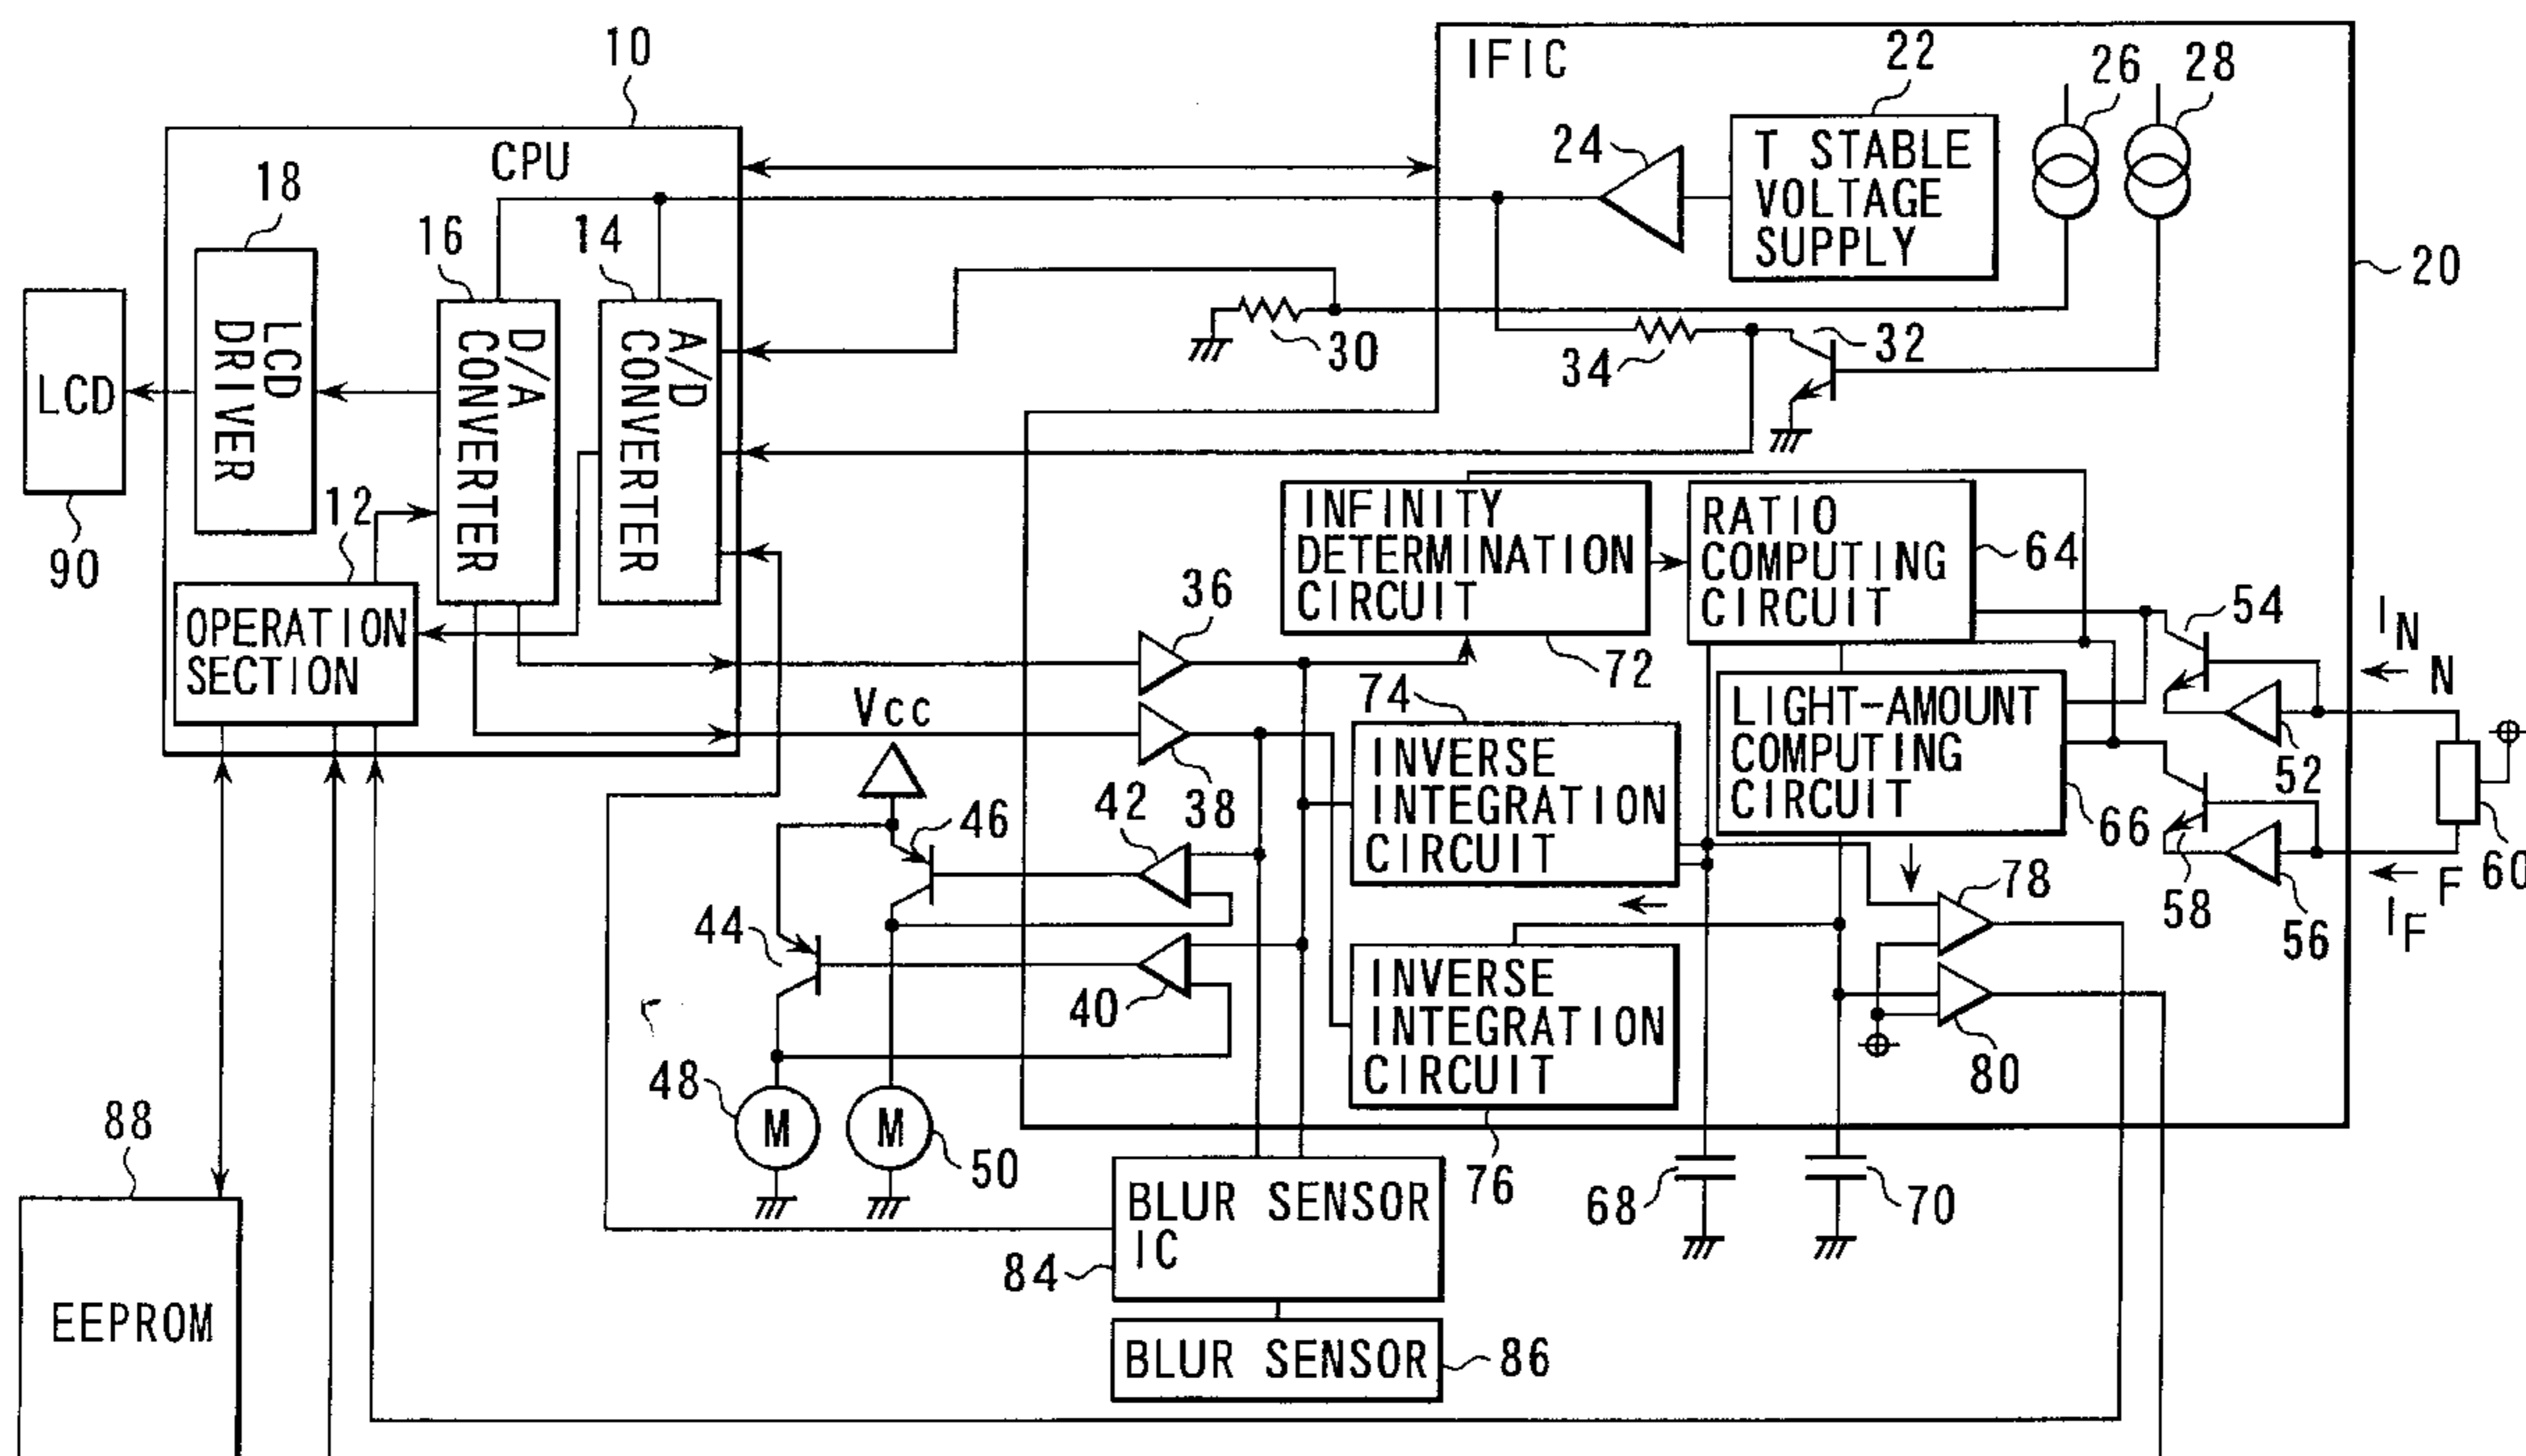 10
IFIC
22
26
28
CPU
24
T STABLE
VOLTAGE
SUPPLY
18
16
14
20
LCD
DRIVER
D/A
CONVERTER
A/D
CONVERTER
30
34
32
LCD
90
12
OPERATION
SECTION
36
INFINITY
DETERMINATION
CIRCUIT
RATIO
COMPUTING
CIRCUIT
64
54
IN
N
72
74
Vcc
38
INVERSE
INTEGRATION
CIRCUIT
LIGHT-AMOUNT
COMPUTING
CIRCUIT
52
66
60
42
46
78
58
F
IF
56
44
40
INVERSE
INTEGRATION
CIRCUIT
80
48
M
M
50
76
68
70
88
BLUR SENSOR
IC
84
EEPROM
BLUR SENSOR
86